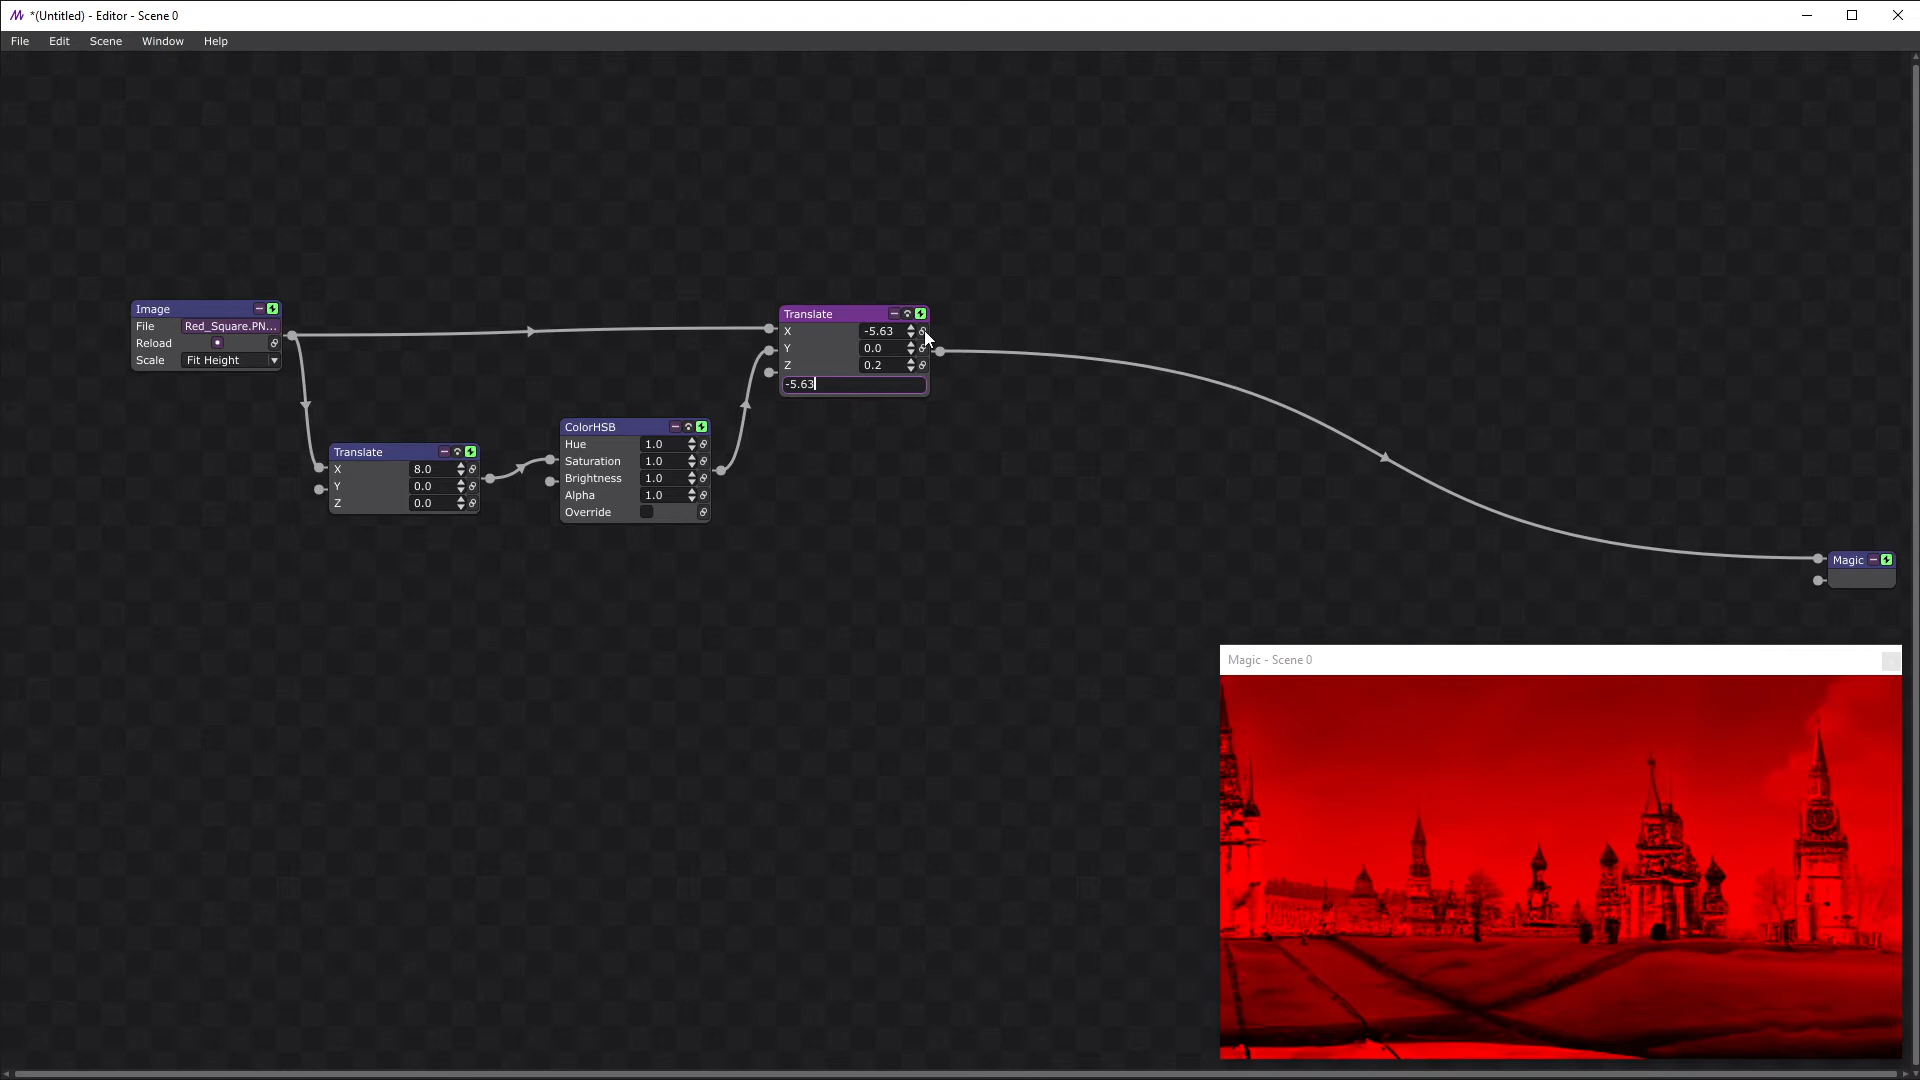 *(Untitled) - Editor - Scene 0
File Edit Scene Window Help
Image
File Red_Square.PN...
Reload
Scale Fit Height
Translate
X -5.63
Y 0.0
Z 0.2
-5.63
ColorHSB
Hue 1.0
Saturation 1.0
Brightness 1.0
Alpha 1.0
Override
Translate
X 8.0
Y 0.0
Z 0.0
Magic
Magic - Scene 0